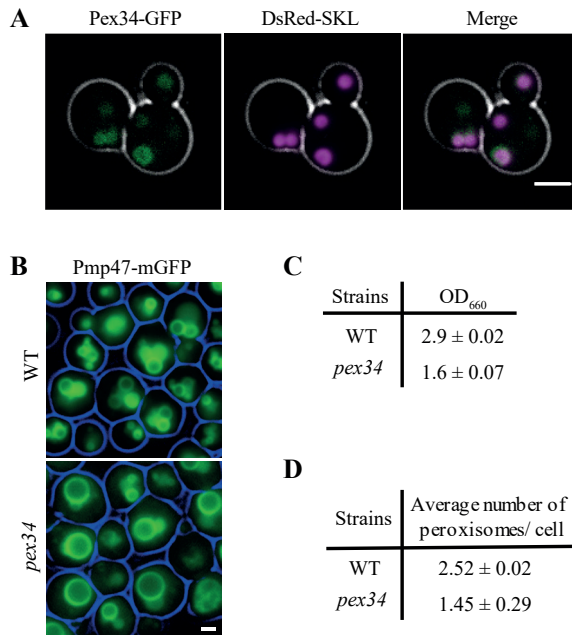 A
Pex34-GFP DsRed-SKL Merge
B
Pmp47-mGFP
WT
pex34
C
Strains OD660
WT 2.9 ± 0.02
pex34 1.6 ± 0.07
D
Strains Average number of
peroxisomes/ cell
WT 2.52 ± 0.02
pex34 1.45 ± 0.29